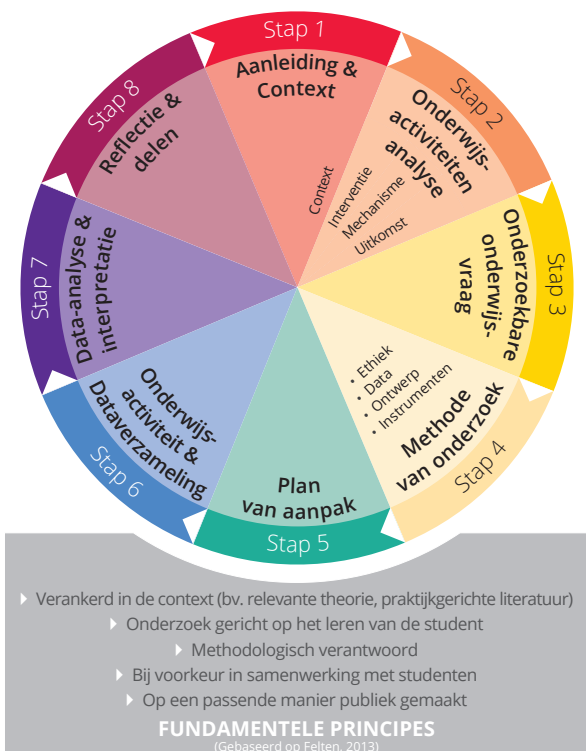 Stap 1
Aanleiding &
Context
Stap 2
Onderwijs-
activiteiten
analyse
Context
Interventie
Mechanisme
Uitkomst
Stap 3
Onderzoekbare
onderwijs-
vraag
Stap 4
Methode
van onderzoek
• Ethiek
• Data
• Ontwerp
• Instrumenten
Stap 5
Plan
van aanpak
Stap 6
Onderwijs-
activiteit &
Dataverzameling
Stap 7
Data-analyse &
interpretatie
Stap 8
Reflectie &
delen
Verankerd in de context (bv. relevante theorie, praktijkgerichte literatuur)
Onderzoek gericht op het leren van de student
Methodologisch verantwoord
Bij voorkeur in samenwerking met studenten
Op een passende manier publiek gemaakt
FUNDAMENTELE PRINCIPES
(Gebaseerd op Felten, 2013)